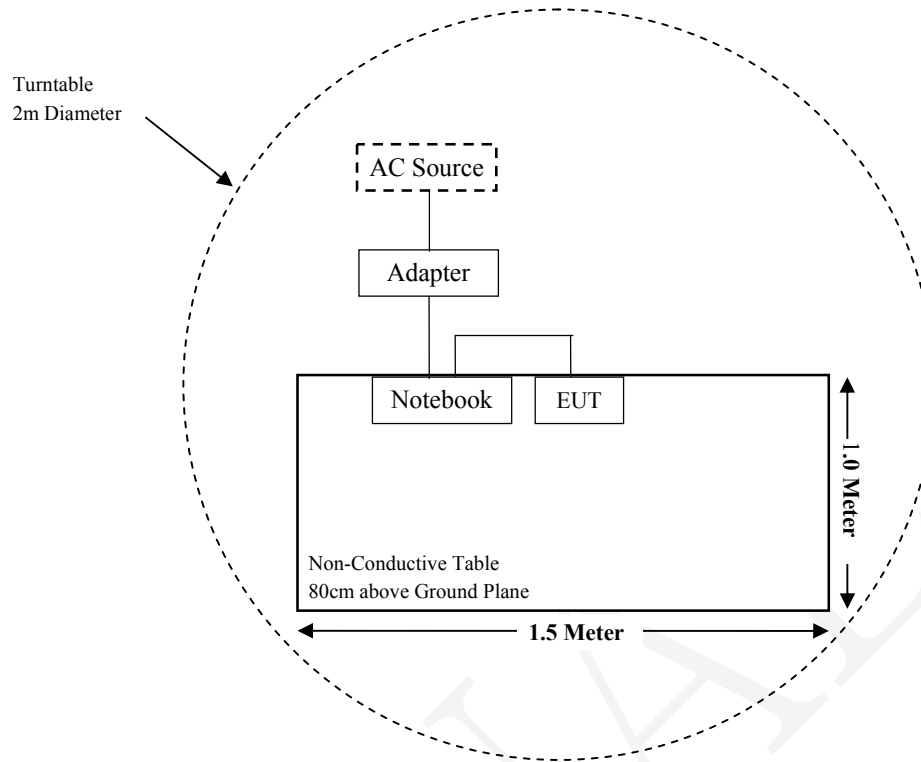 Turntable
2m Diameter
AC Source
Adapter
Notebook
EUT
1.0 Meter
Non-Conductive Table
80cm above Ground Plane
1.5 Meter